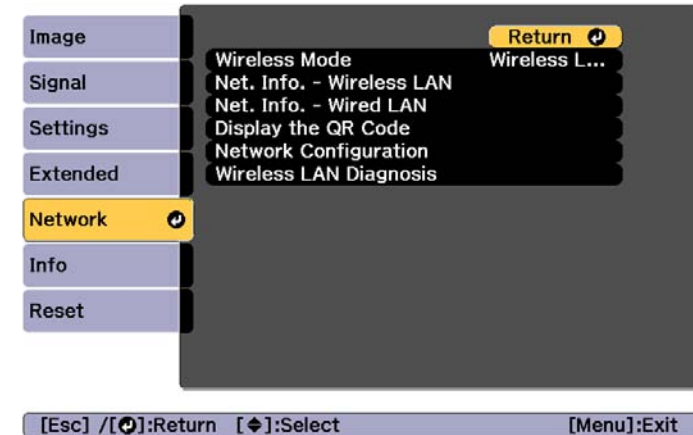 Image
Signal
Settings
Extended
Network
Info
Reset
Return
Wireless Mode Wireless L...
Net. Info. - Wireless LAN
Net. Info. - Wired LAN
Display the QR Code
Network Configuration
Wireless LAN Diagnosis
[Esc] /[⏎]:Return [◆]:Select [Menu]:Exit